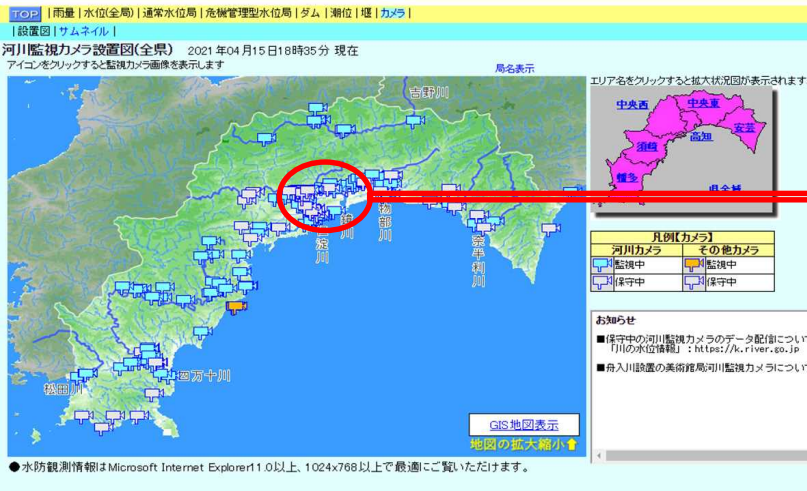 TOP |雨量|水位(全局)|通常水位局|危機管理型水位局|ダム|潮位|堰|カメラ|
|設置図|サムネイル|
河川監視カメラ設置図(全県) 2021年04月15日18時35分 現在
アイコンをクリックすると監視カメラ画像を表示します
局名表示
エリア名をクリックすると拡大状況図が表示されます
吉野川
中央西
中央東
安芸
高知
須崎
幡多
県全域
鏡川
物部川
淀川
奈半利川
四万十川
松田川
凡例【カメラ】
河川カメラ その他カメラ
監視中 監視中
保守中 保守中
お知らせ
■保守中の河川監視カメラのデータ配信につい
「川の水位情報」:https://k.river.go.jp
■舟入川設置の美術館局河川監視カメラについ
GIS地図表示
地図の拡大縮小
●水防観測情報はMicrosoft Internet Explorer11.0以上、1024x768以上で最適にご覧いただけます。